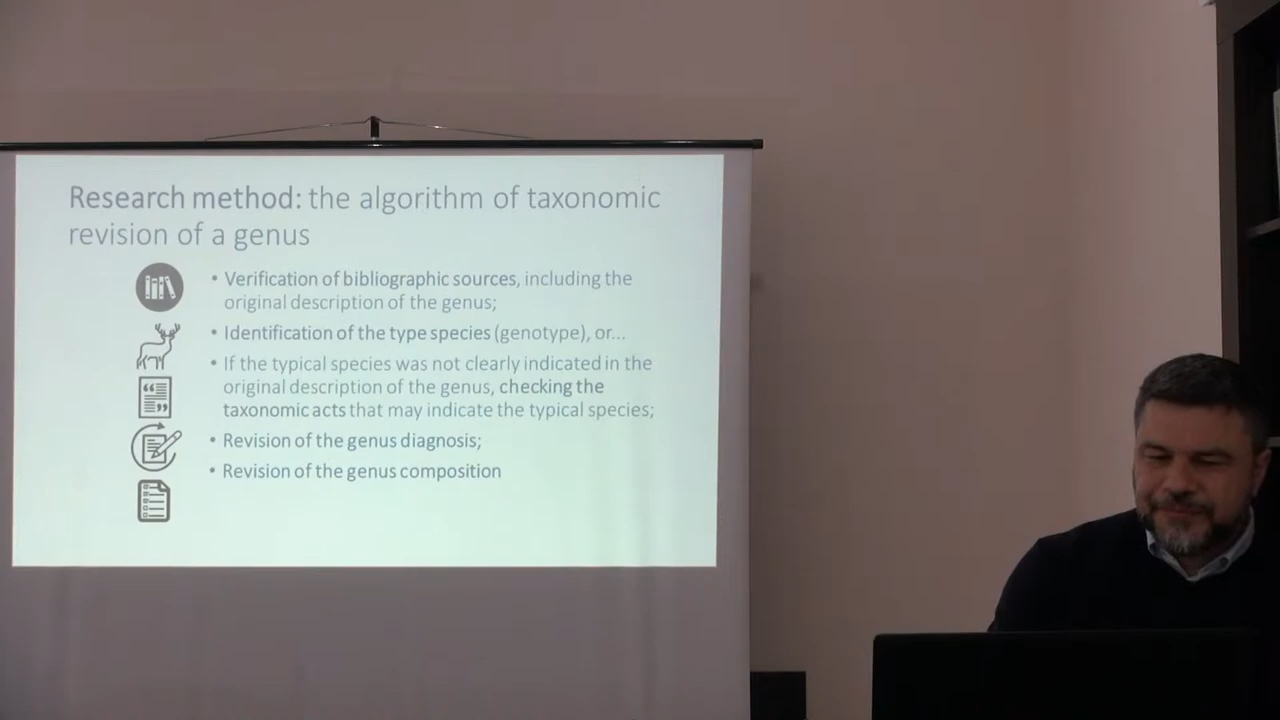 Research method: the algorithm of taxonomic
revision of a genus
• Verification of bibliographic sources, including the
original description of the genus;
• Identification of the type species (genotype), or...
• If the typical species was not clearly indicated in the
original description of the genus, checking the
taxonomic acts that may indicate the typical species;
• Revision of the genus diagnosis;
• Revision of the genus composition